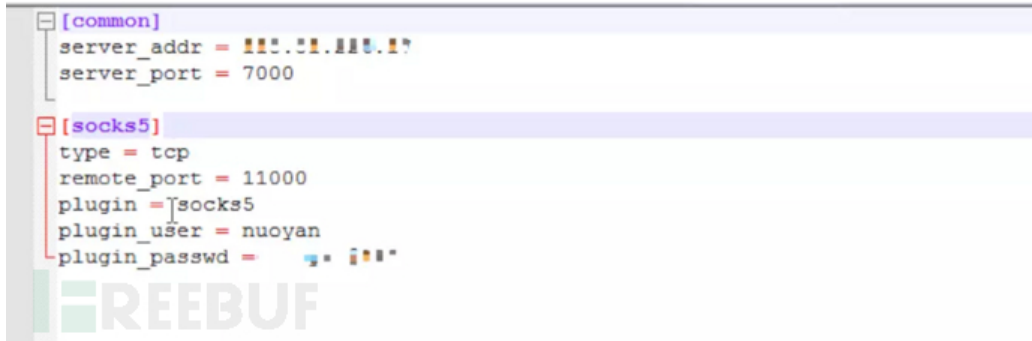 [common]
server_addr =
server_port = 7000
[socks5]
type = tcp
remote_port = 11000
plugin = socks5
plugin_user = nuoyan
plugin_passwd =
FREEBUF